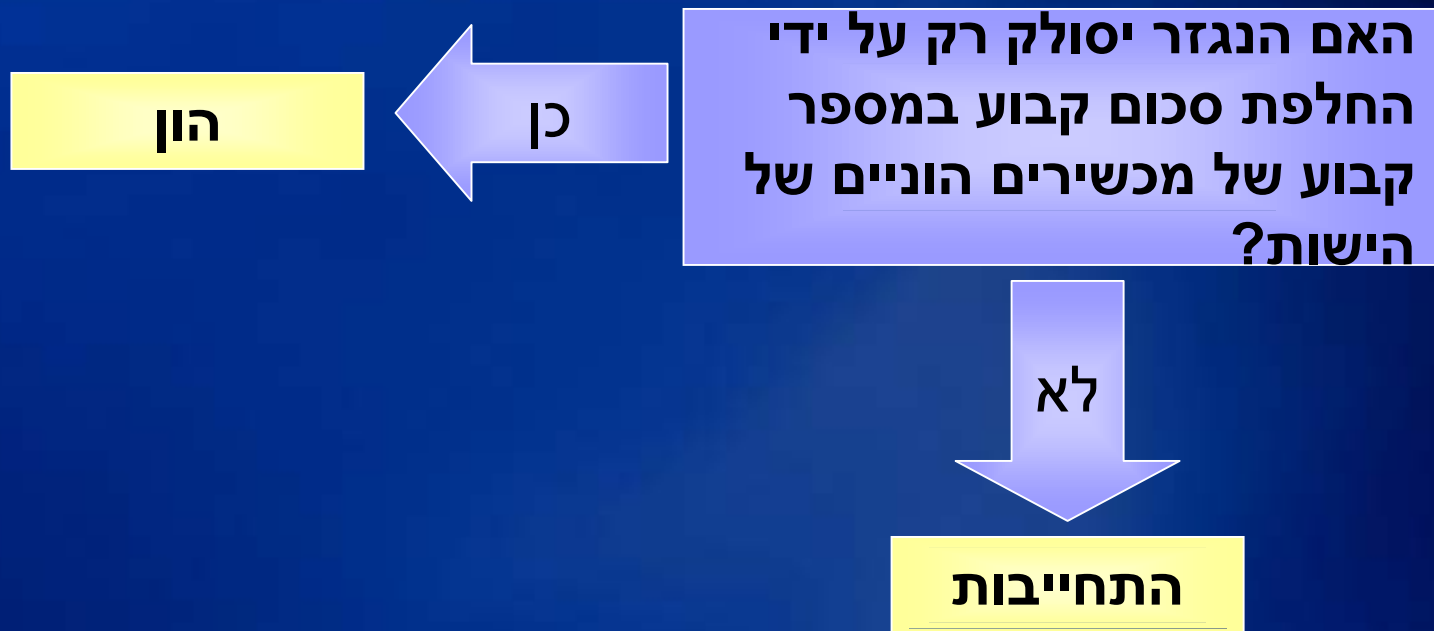 האם הנגזר יסולק רק על ידי
החלפת סכום קבוע במספר
קבוע של מכשירים הוניים של
הישות?
כן
הון
לא
התחייבות